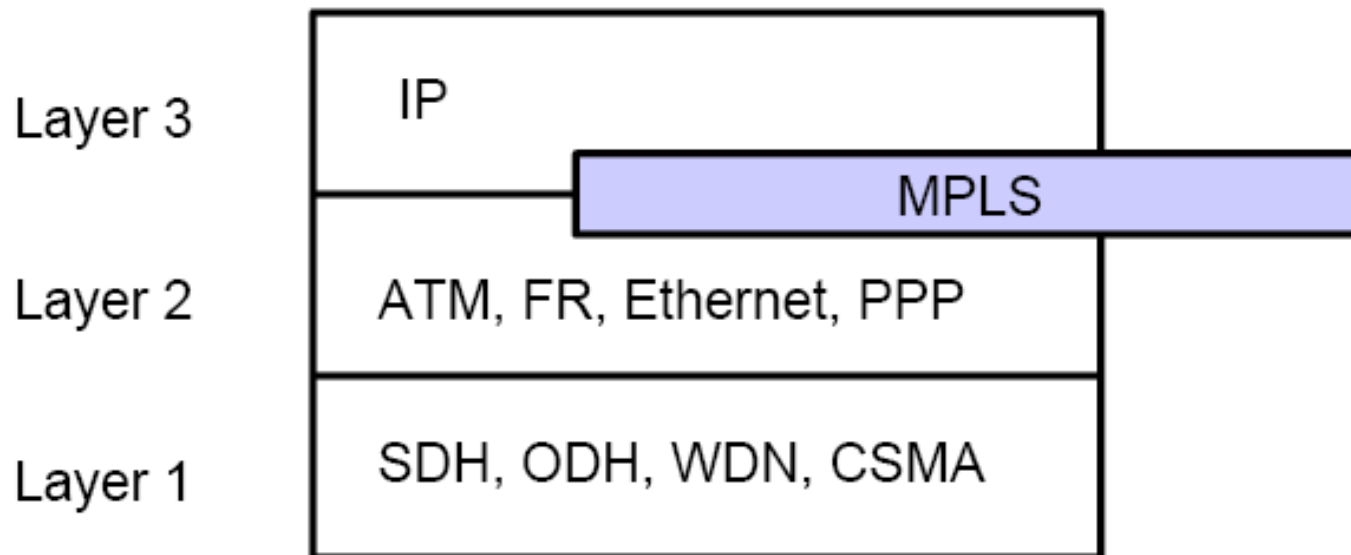 Layer 3
IP
MPLS
Layer 2
ATM, FR, Ethernet, PPP
Layer 1
SDH, ODH, WDN, CSMA